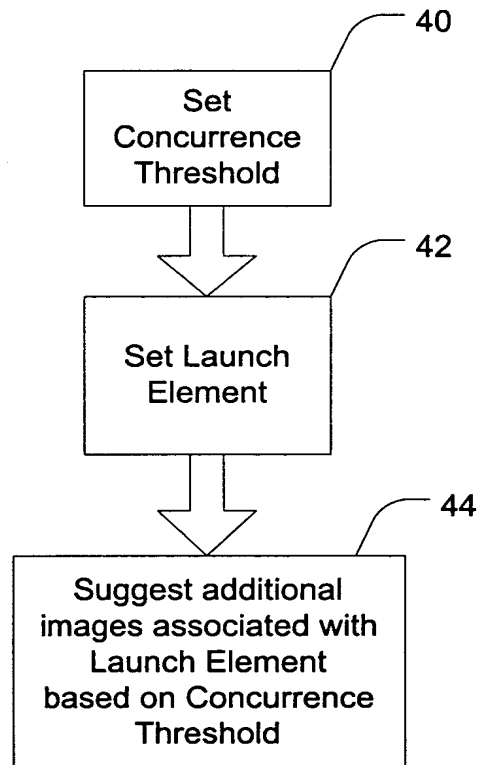 40
Set
Concurrence
Threshold
42
Set Launch
Element
44
Suggest additional
images associated with
Launch Element
based on Concurrence
Threshold